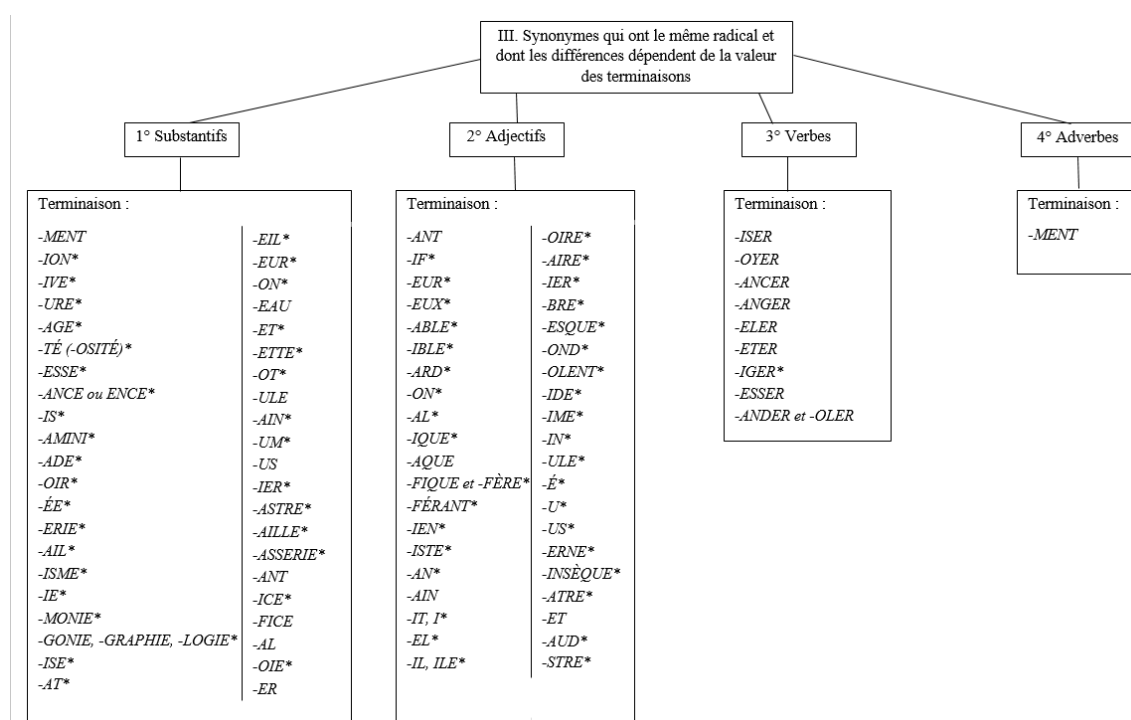 III. Synonymes qui ont le même radical et
dont les différences dépendent de la valeur
des terminaisons
1° Substantifs
2° Adjectifs
3° Verbes
4° Adverbes
Terminaison :
-MENT
-ION*
-IVE*
-URE*
-AGE*
-TÉ (-OSITÉ)*
-ESSE*
-ANCE ou ENCE*
-IS*
-AMINI*
-ADE*
-OIR*
-ÉE*
-ERIE*
-AIL*
-ISME*
-IE*
-MONIE*
-GONIE, -GRAPHIE, -LOGIE*
-ISE*
-AT*
-EIL*
-EUR*
-ON*
-EAU
-ET*
-ETTE*
-OT*
-ULE
-AIN*
-UM*
-US
-IER*
-ASTRE*
-AILLE*
-ASSERIE*
-ANT
-ICE*
-FICE
-AL
-OIE*
-ER
Terminaison :
-ANT
-IF*
-EUR*
-EUX*
-ABLE*
-IBLE*
-ARD*
-ON*
-AL*
-IQUE*
-AQUE
-FIQUE et -FÈRE*
-FÉRANT*
-IEN*
-ISTE*
-AN*
-AIN
-IT, I*
-EL*
-IL, ILE*
-OIRE*
-AIRE*
-IER*
-BRE*
-ESQUE*
-OND*
-OLENT*
-IDE*
-IME*
-IN*
-ULE*
-É*
-U*
-US*
-ERNE*
-INSÈQUE*
-ATRE*
-ET
-AUD*
-STRE*
Terminaison :
-ISER
-OYER
-ANCER
-ANGER
-ELER
-ETER
-IGER*
-ESSER
-ANDER et -OLER
Terminaison :
-MENT